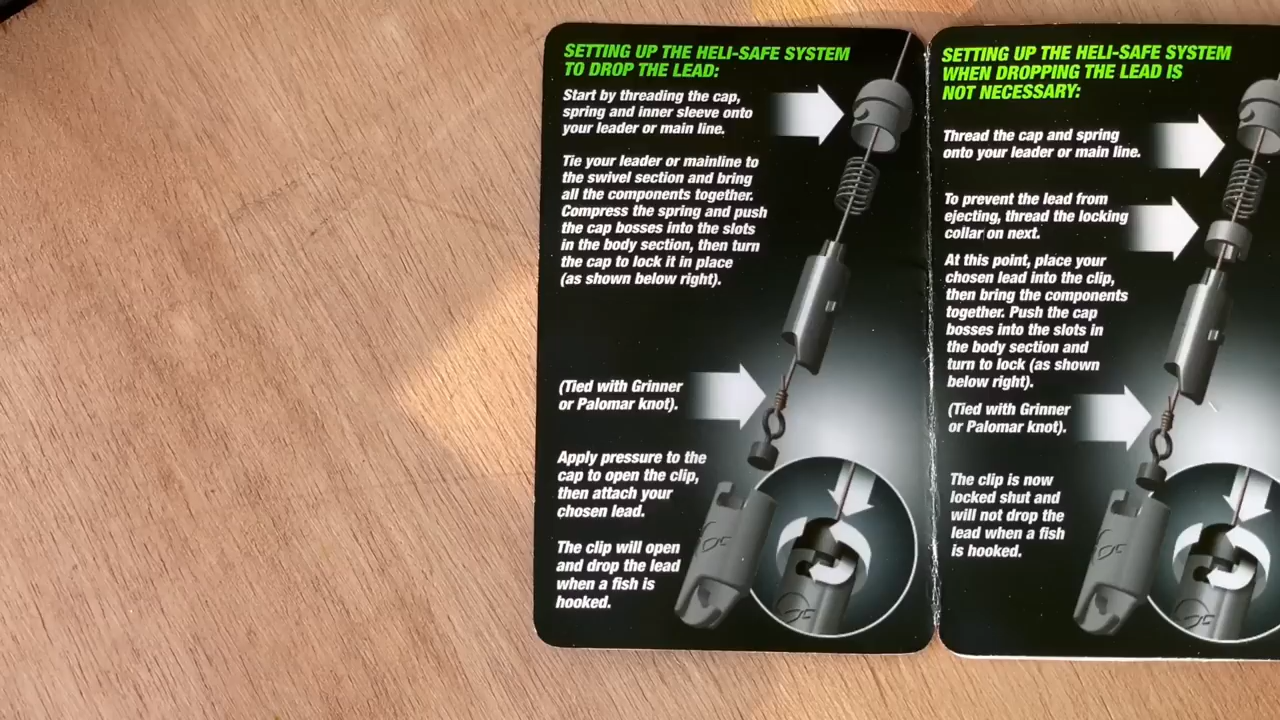 SETTING UP THE HELI-SAFE SYSTEM
TO DROP THE LEAD:
Start by threading the cap,
spring and inner sleeve onto
your leader or main line.
Tie your leader or mainline to
the swivel section and bring
all the components together.
Compress the spring and push
the cap bosses into the slots
in the body section, then turn
the cap to lock it in place
(as shown below right).
(Tied with Grinner
or Palomar knot).
Apply pressure to the
cap to open the clip,
then attach your
chosen lead.
The clip will open
and drop the lead
when a fish is
hooked.
SETTING UP THE HELI-SAFE SYSTEM
WHEN DROPPING THE LEAD IS
NOT NECESSARY:
Thread the cap and spring
onto your leader or main line.
To prevent the lead from
ejecting, thread the locking
collar on next.
At this point, place your
chosen lead into the clip,
then bring the components
together. Push the cap
bosses into the slots in
the body section and
turn to lock (as shown
below right).
(Tied with Grinner
or Palomar knot).
The clip is now
locked shut and
will not drop the
lead when a fish
is hooked.